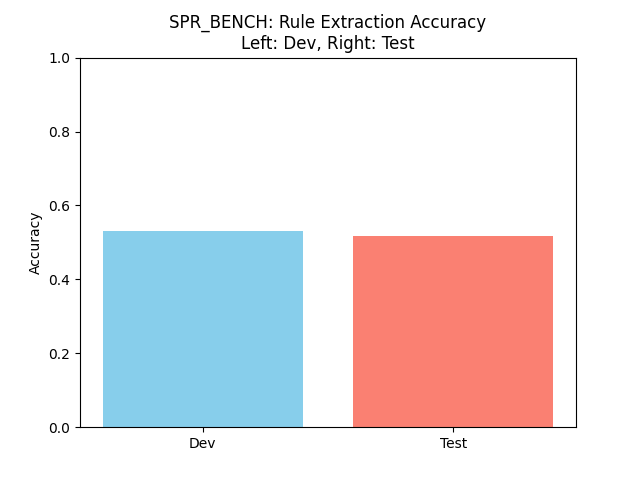 SPR_BENCH: Rule Extraction Accuracy
Left: Dev, Right: Test
1.0
0.8
0.6
0.4
0.2
0.0
Accuracy
Dev Test